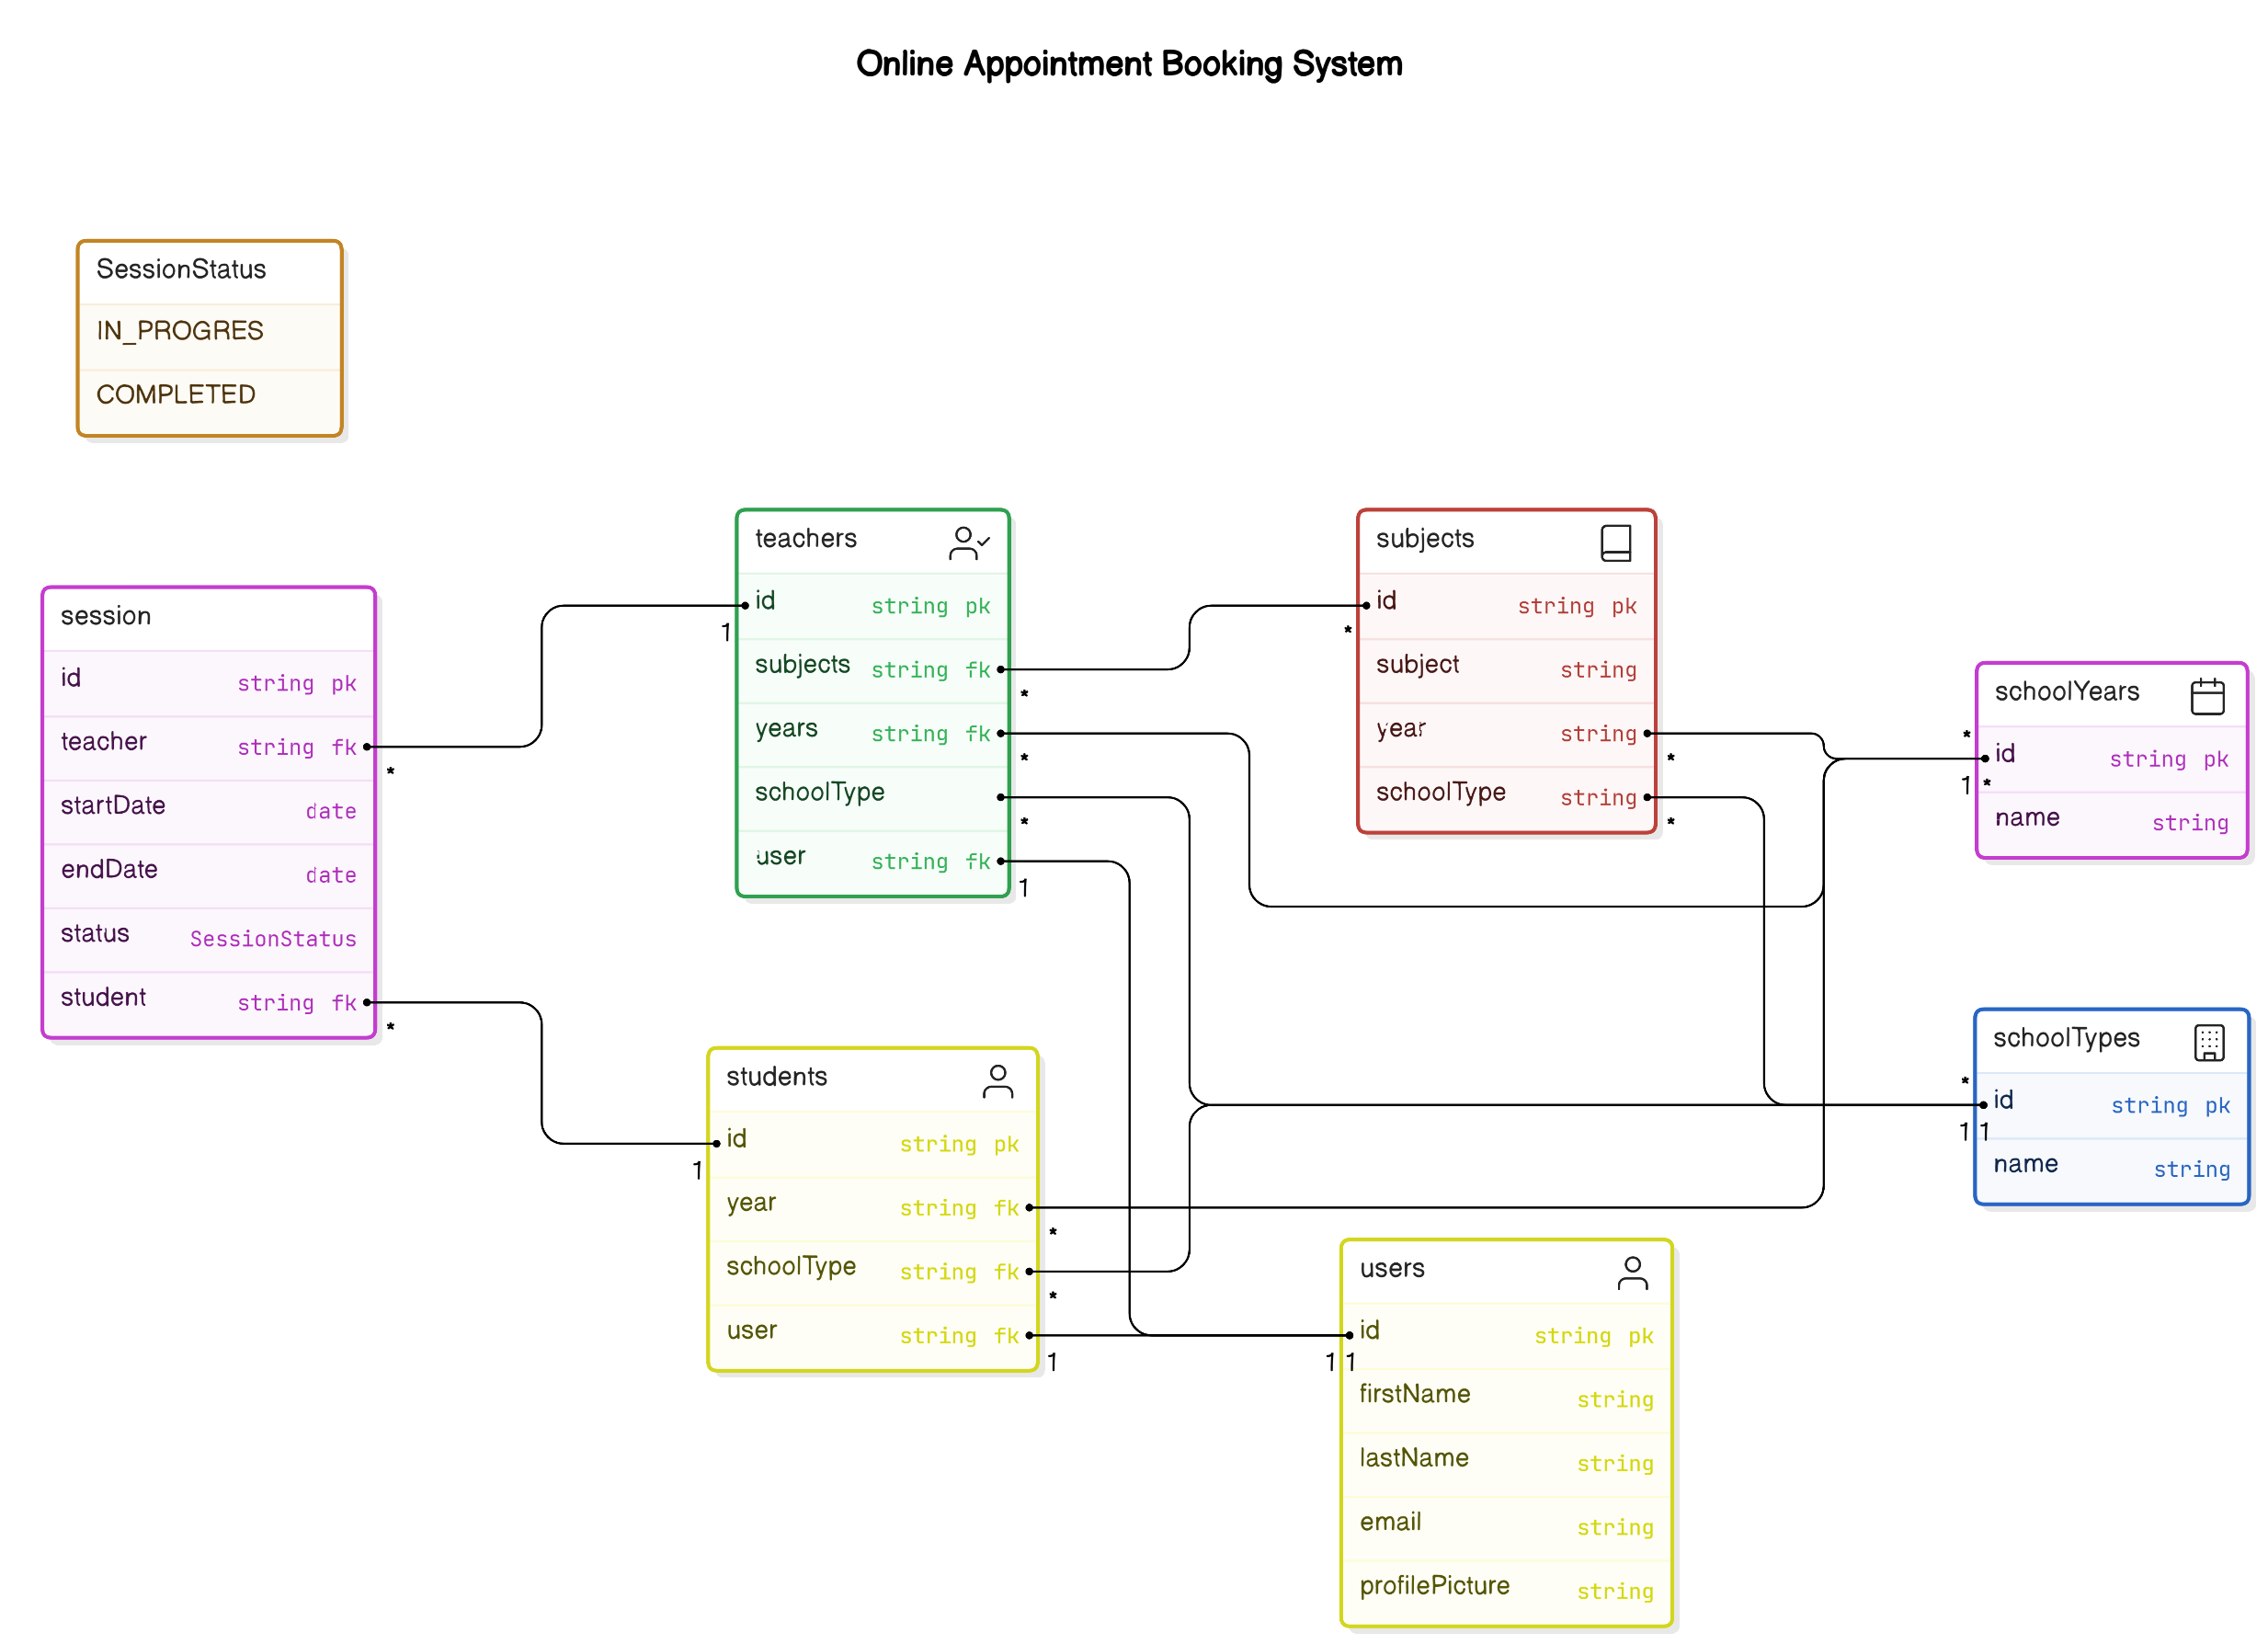 Online Appointment Booking System
SessionStatus
IN_PROGRES
COMPLETED
session
id string pk
teacher string fk
*
startDate date
endDate date
status SessionStatus
student string fk
*
teachers
id string pk
1
subjects string fk
*
years string fk
*
schoolType
*
user string fk
1
subjects
id string pk
*
subject string
year string
*
schoolType string
*
schoolYears
*
id string pk
1 *
name string
schoolTypes
*
id string pk
1 1
name string
students
id string pk
1
year string fk
*
schoolType string fk
*
user string fk
1
users
id string pk
1 1
firstName string
lastName string
email string
profilePicture string